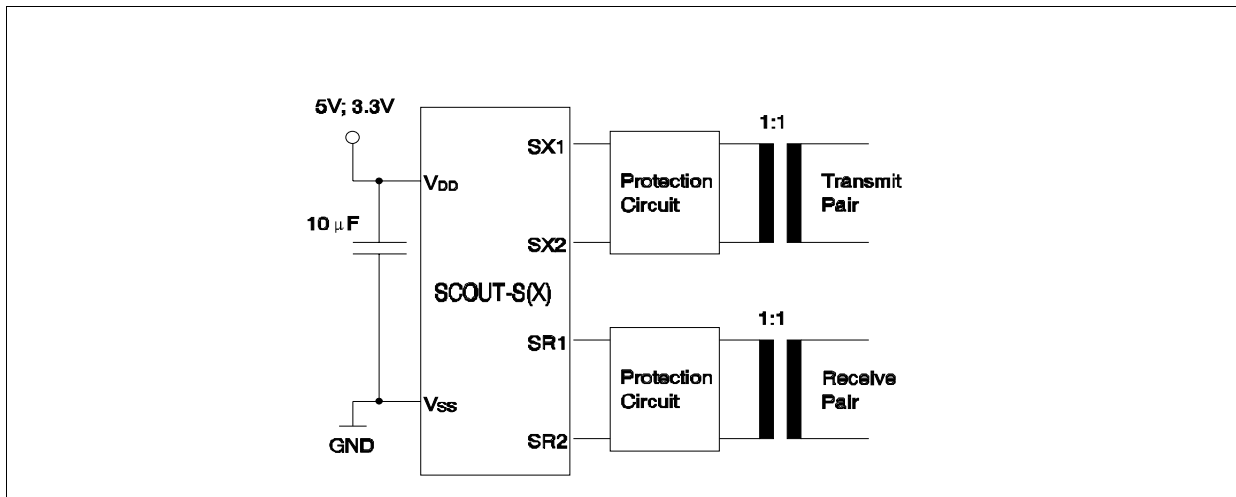 5V; 3.3V
1:1
SX1
Protection
Circuit
Transmit
Pair
VDD
10 µF
SX2
SCOUT-S(X)
1:1
SR1
Protection
Circuit
Receive
Pair
VSS
GND
SR2